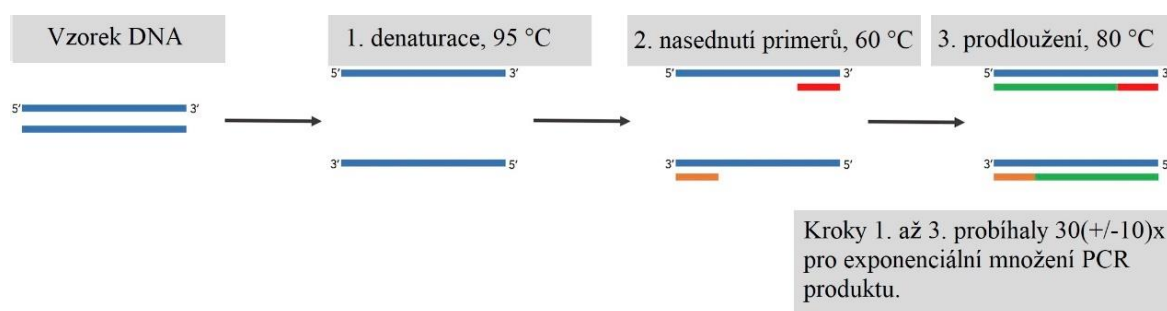 Vzorek DNA
1. denaturace, 95 °C
2. nasednutí primerů, 60 °C
3. prodloužení, 80 °C
5′ 3′
5′ 3′
5′ 3′
5′ 3′
3′ 5′
3′ 5′
3′ 5′
Kroky 1. až 3. probíhaly 30(+/-10)x
pro exponenciální množení PCR
produktu.